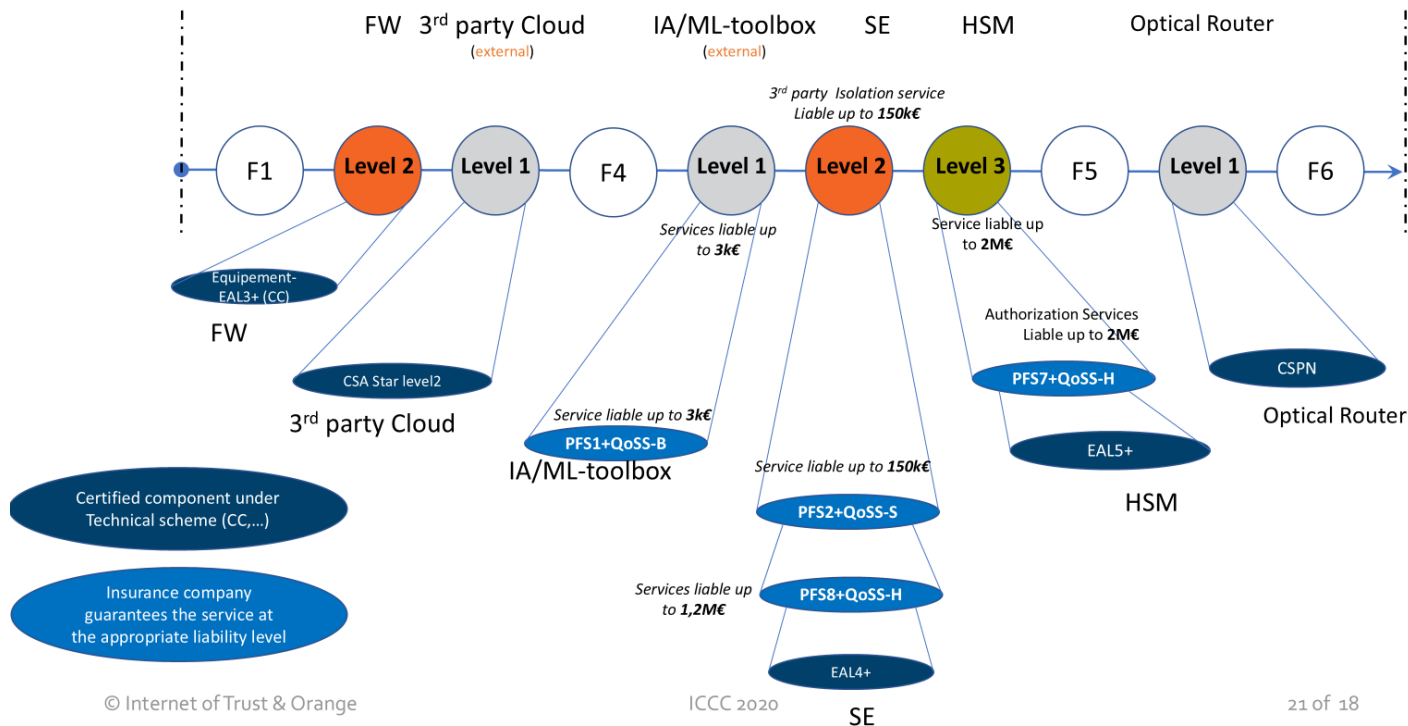 FW 3rd party Cloud IA/ML-toolbox SE HSM Optical Router
(external) (external)
3rd party Isolation service
Liable up to 150k€
F1 Level 2 Level 1 F4 Level 1 Level 2 Level 3 F5 Level 1 F6
Services liable up
to 3k€
Service liable up
to 2M€
Equipement-
EAL3+ (CC)
FW
Authorization Services
Liable up to 2M€
CSA Star level2
3rd party Cloud
PFS7+QoSS-H
CSPN
Optical Router
Service liable up to 3k€
PFS1+QoSS-B
IA/ML-toolbox
EAL5+
HSM
Service liable up to 150k€
PFS2+QoSS-S
Services liable up
to 1,2M€
PFS8+QoSS-H
EAL4+
SE
Certified component under
Technical scheme (CC,...)
Insurance company
guarantees the service at
the appropriate liability level
© Internet of Trust & Orange ICCC 2020 21 of 18